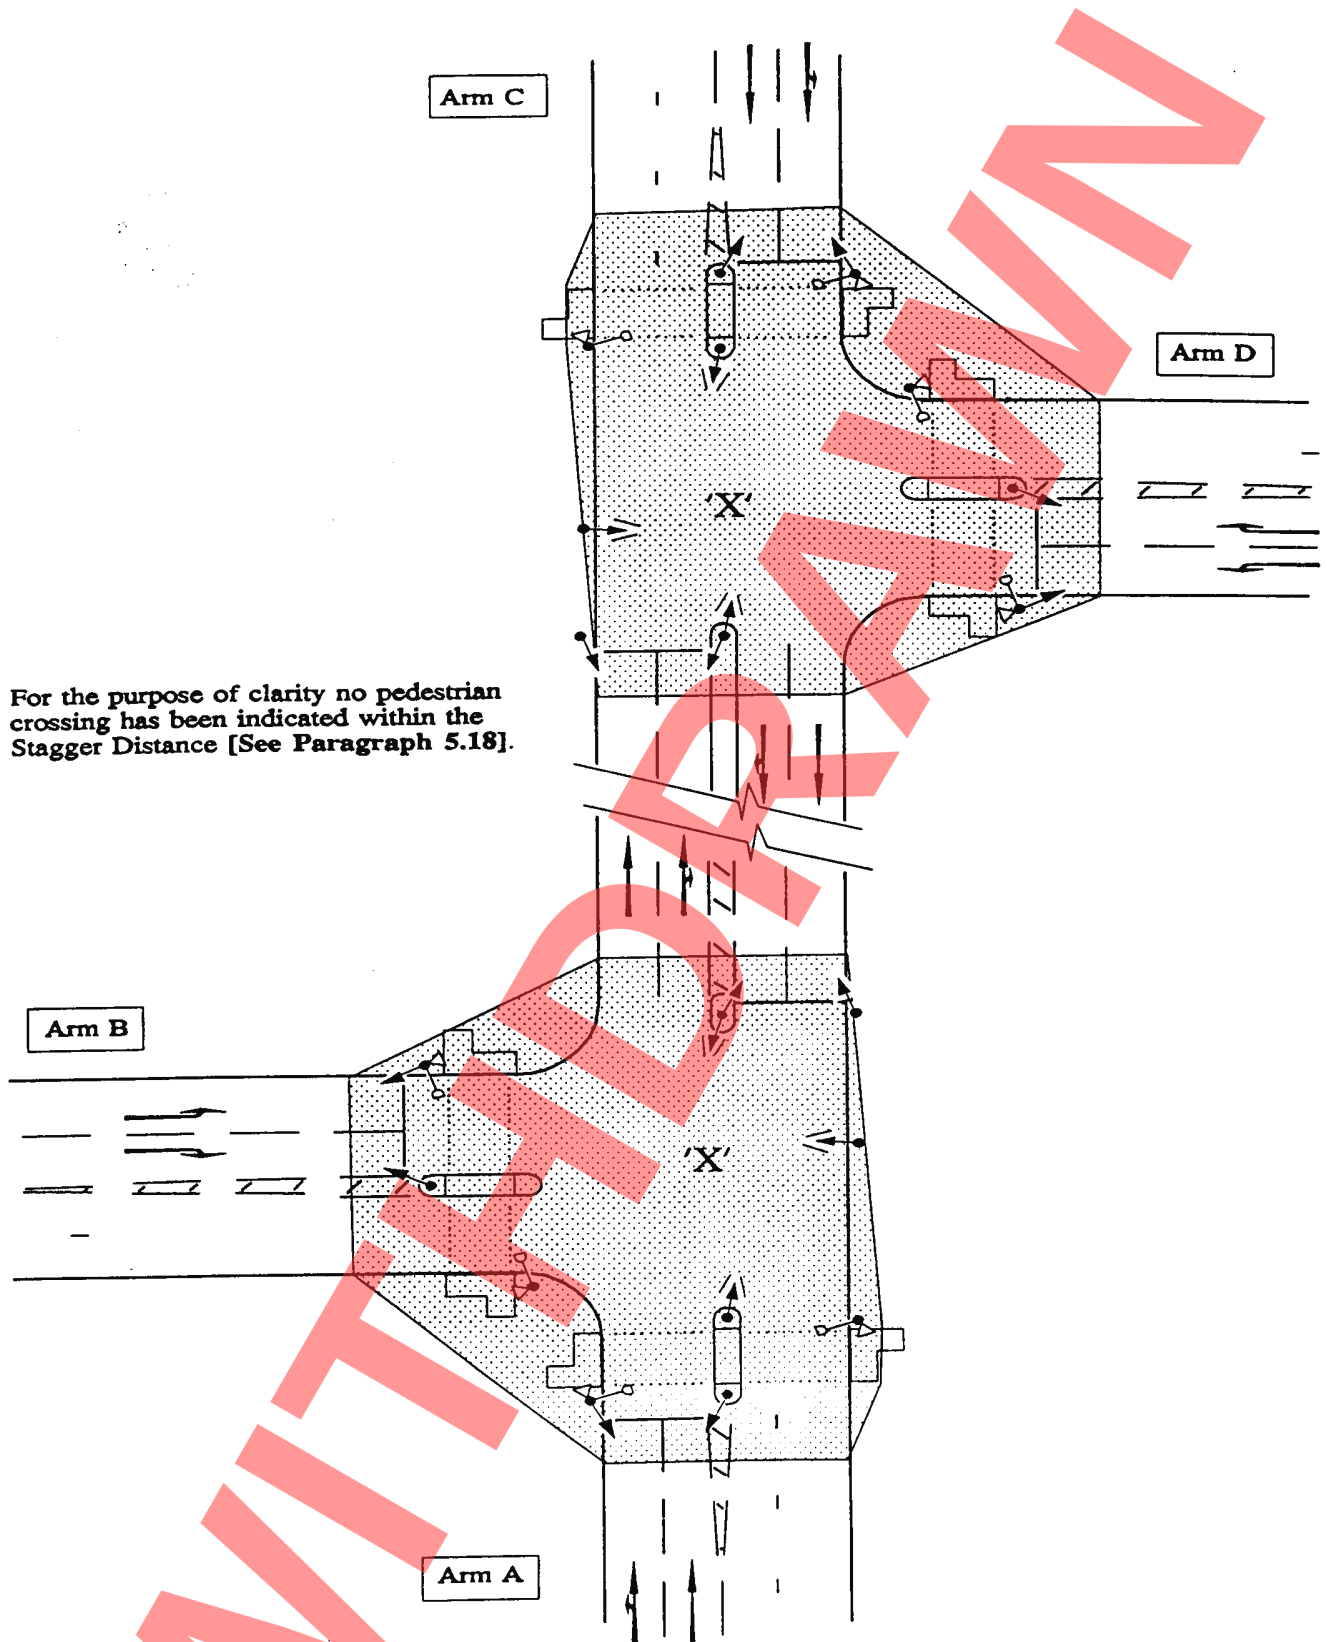 Arm C
Arm D
'X'
For the purpose of clarity no pedestrian
crossing has been indicated within the
Stagger Distance [See Paragraph 5.18].
Arm B
'X'
Arm A
WITHDRAWN